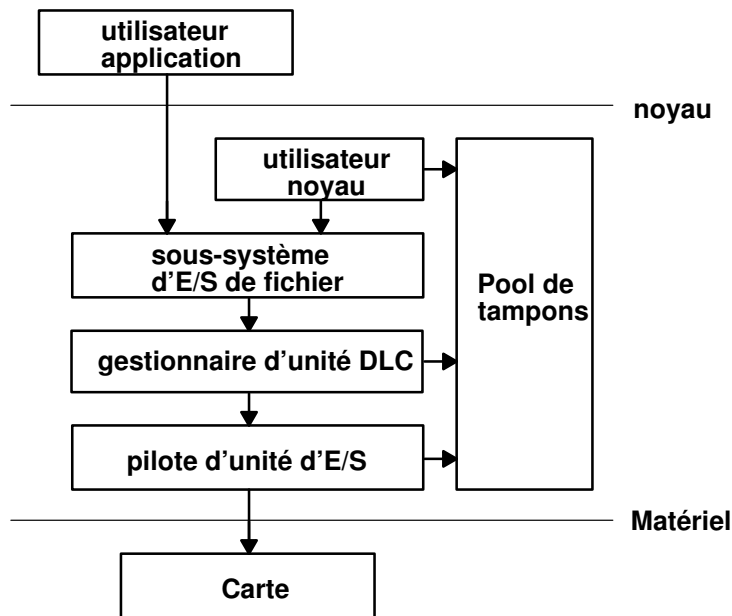 utilisateur
application
noyau
utilisateur
noyau
sous-système
d'E/S de fichier
Pool de
tampons
gestionnaire d'unité DLC
pilote d'unité d'E/S
Matériel
Carte